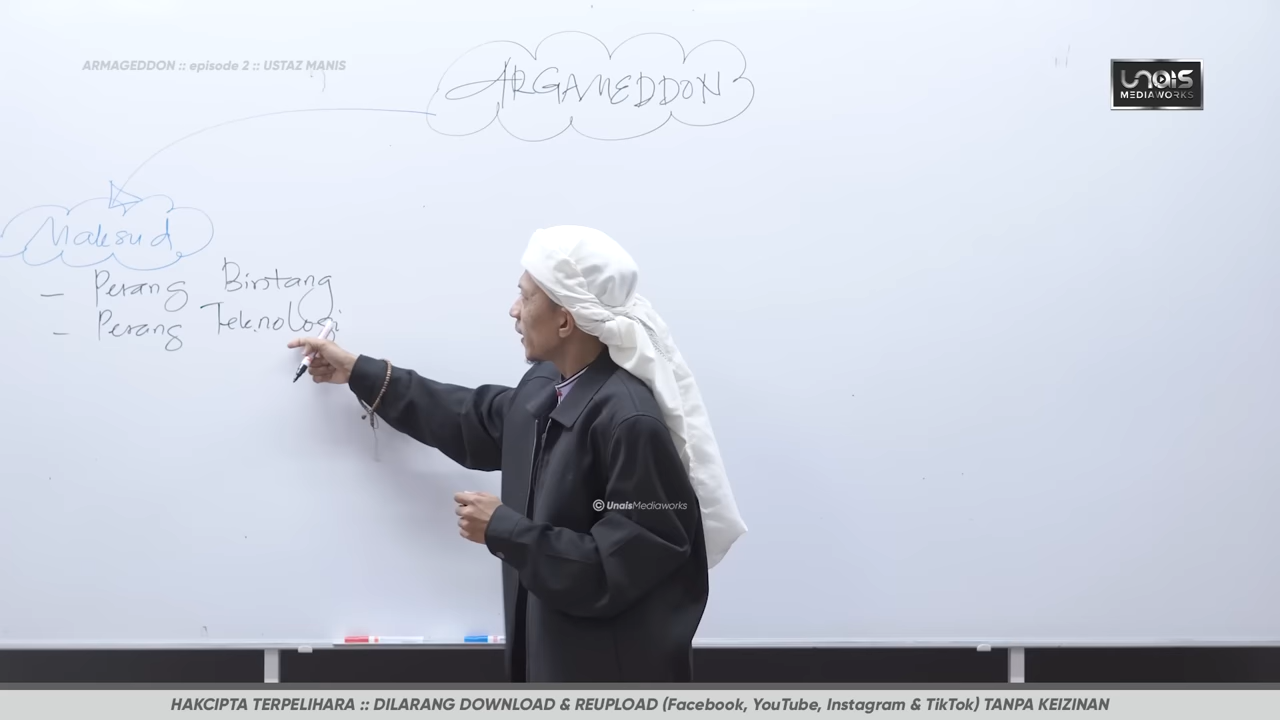 ARMAGEDDON :: episode 2 :: USTAZ MANIS
ARGAMEDDON
UNAIS
MEDIAWORKS
Maksud
- Perang Bintang
- Perang Teknologi
© UnaisMediaworks
HAKCIPTA TERPELIHARA :: DILARANG DOWNLOAD & REUPLOAD (Facebook, YouTube, Instagram & TikTok) TANPA KEIZINAN